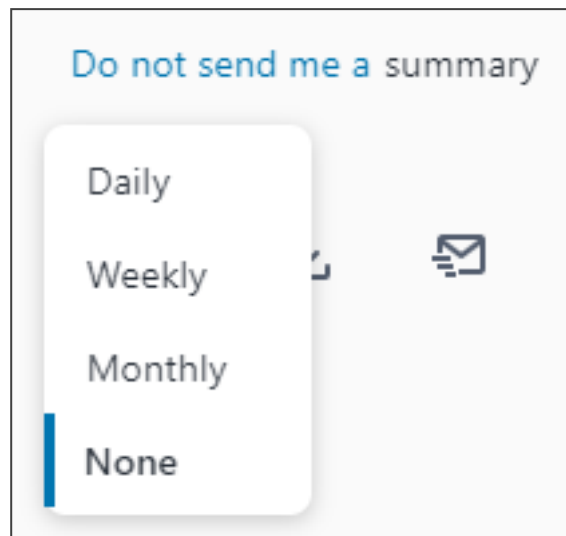 Do not send me a summary
Daily
Weekly
Monthly
None